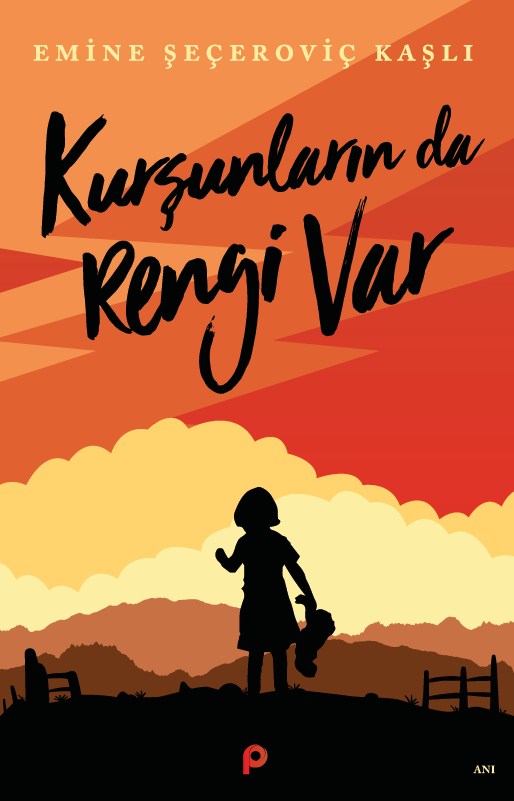 EMİNE ŞEÇEROVİÇ KAŞLI
Kurşunların da
Rengi Var
p
ANI